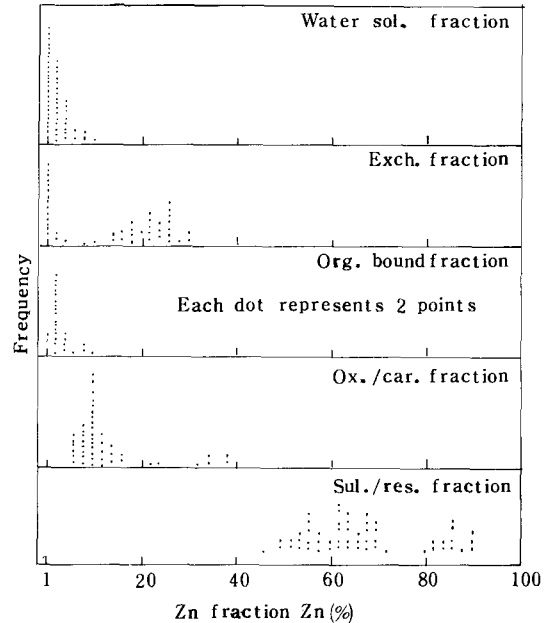 Water sol. fraction
Exch. fraction
Org. bound fraction
Each dot represents 2 points
Ox./car. fraction
Sul./res. fraction
Frequency
1 20 40 60 80 100
Zn fraction Zn (%)